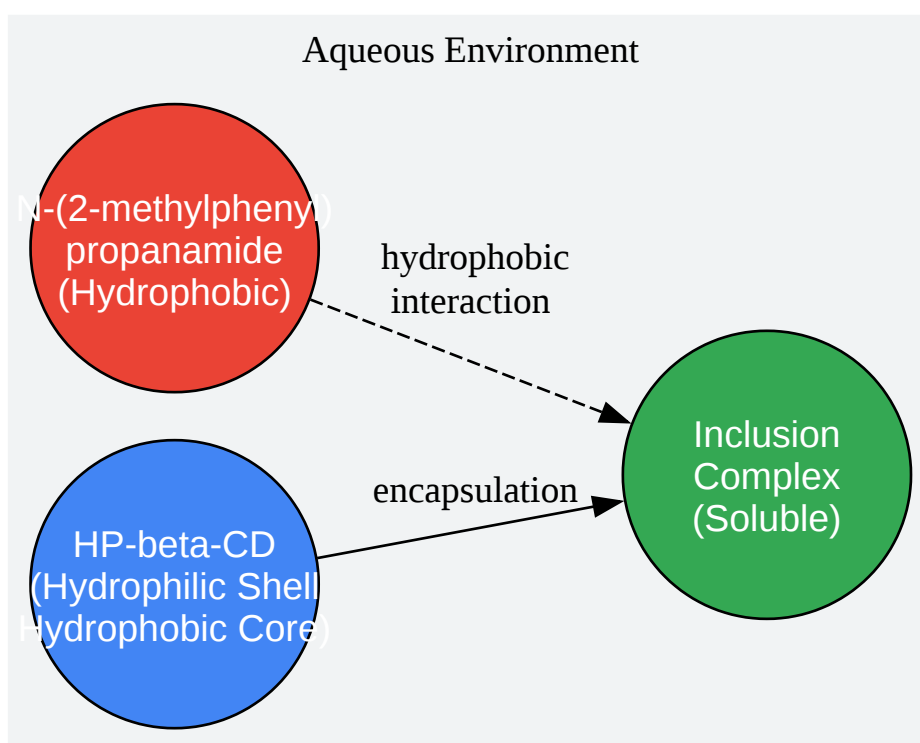 Aqueous Environment
N-(2-methylphenyl)
propanamide
(Hydrophobic)
hydrophobic
interaction
Inclusion
Complex
(Soluble)
encapsulation
HP-beta-CD
(Hydrophilic Shell
Hydrophobic Core)